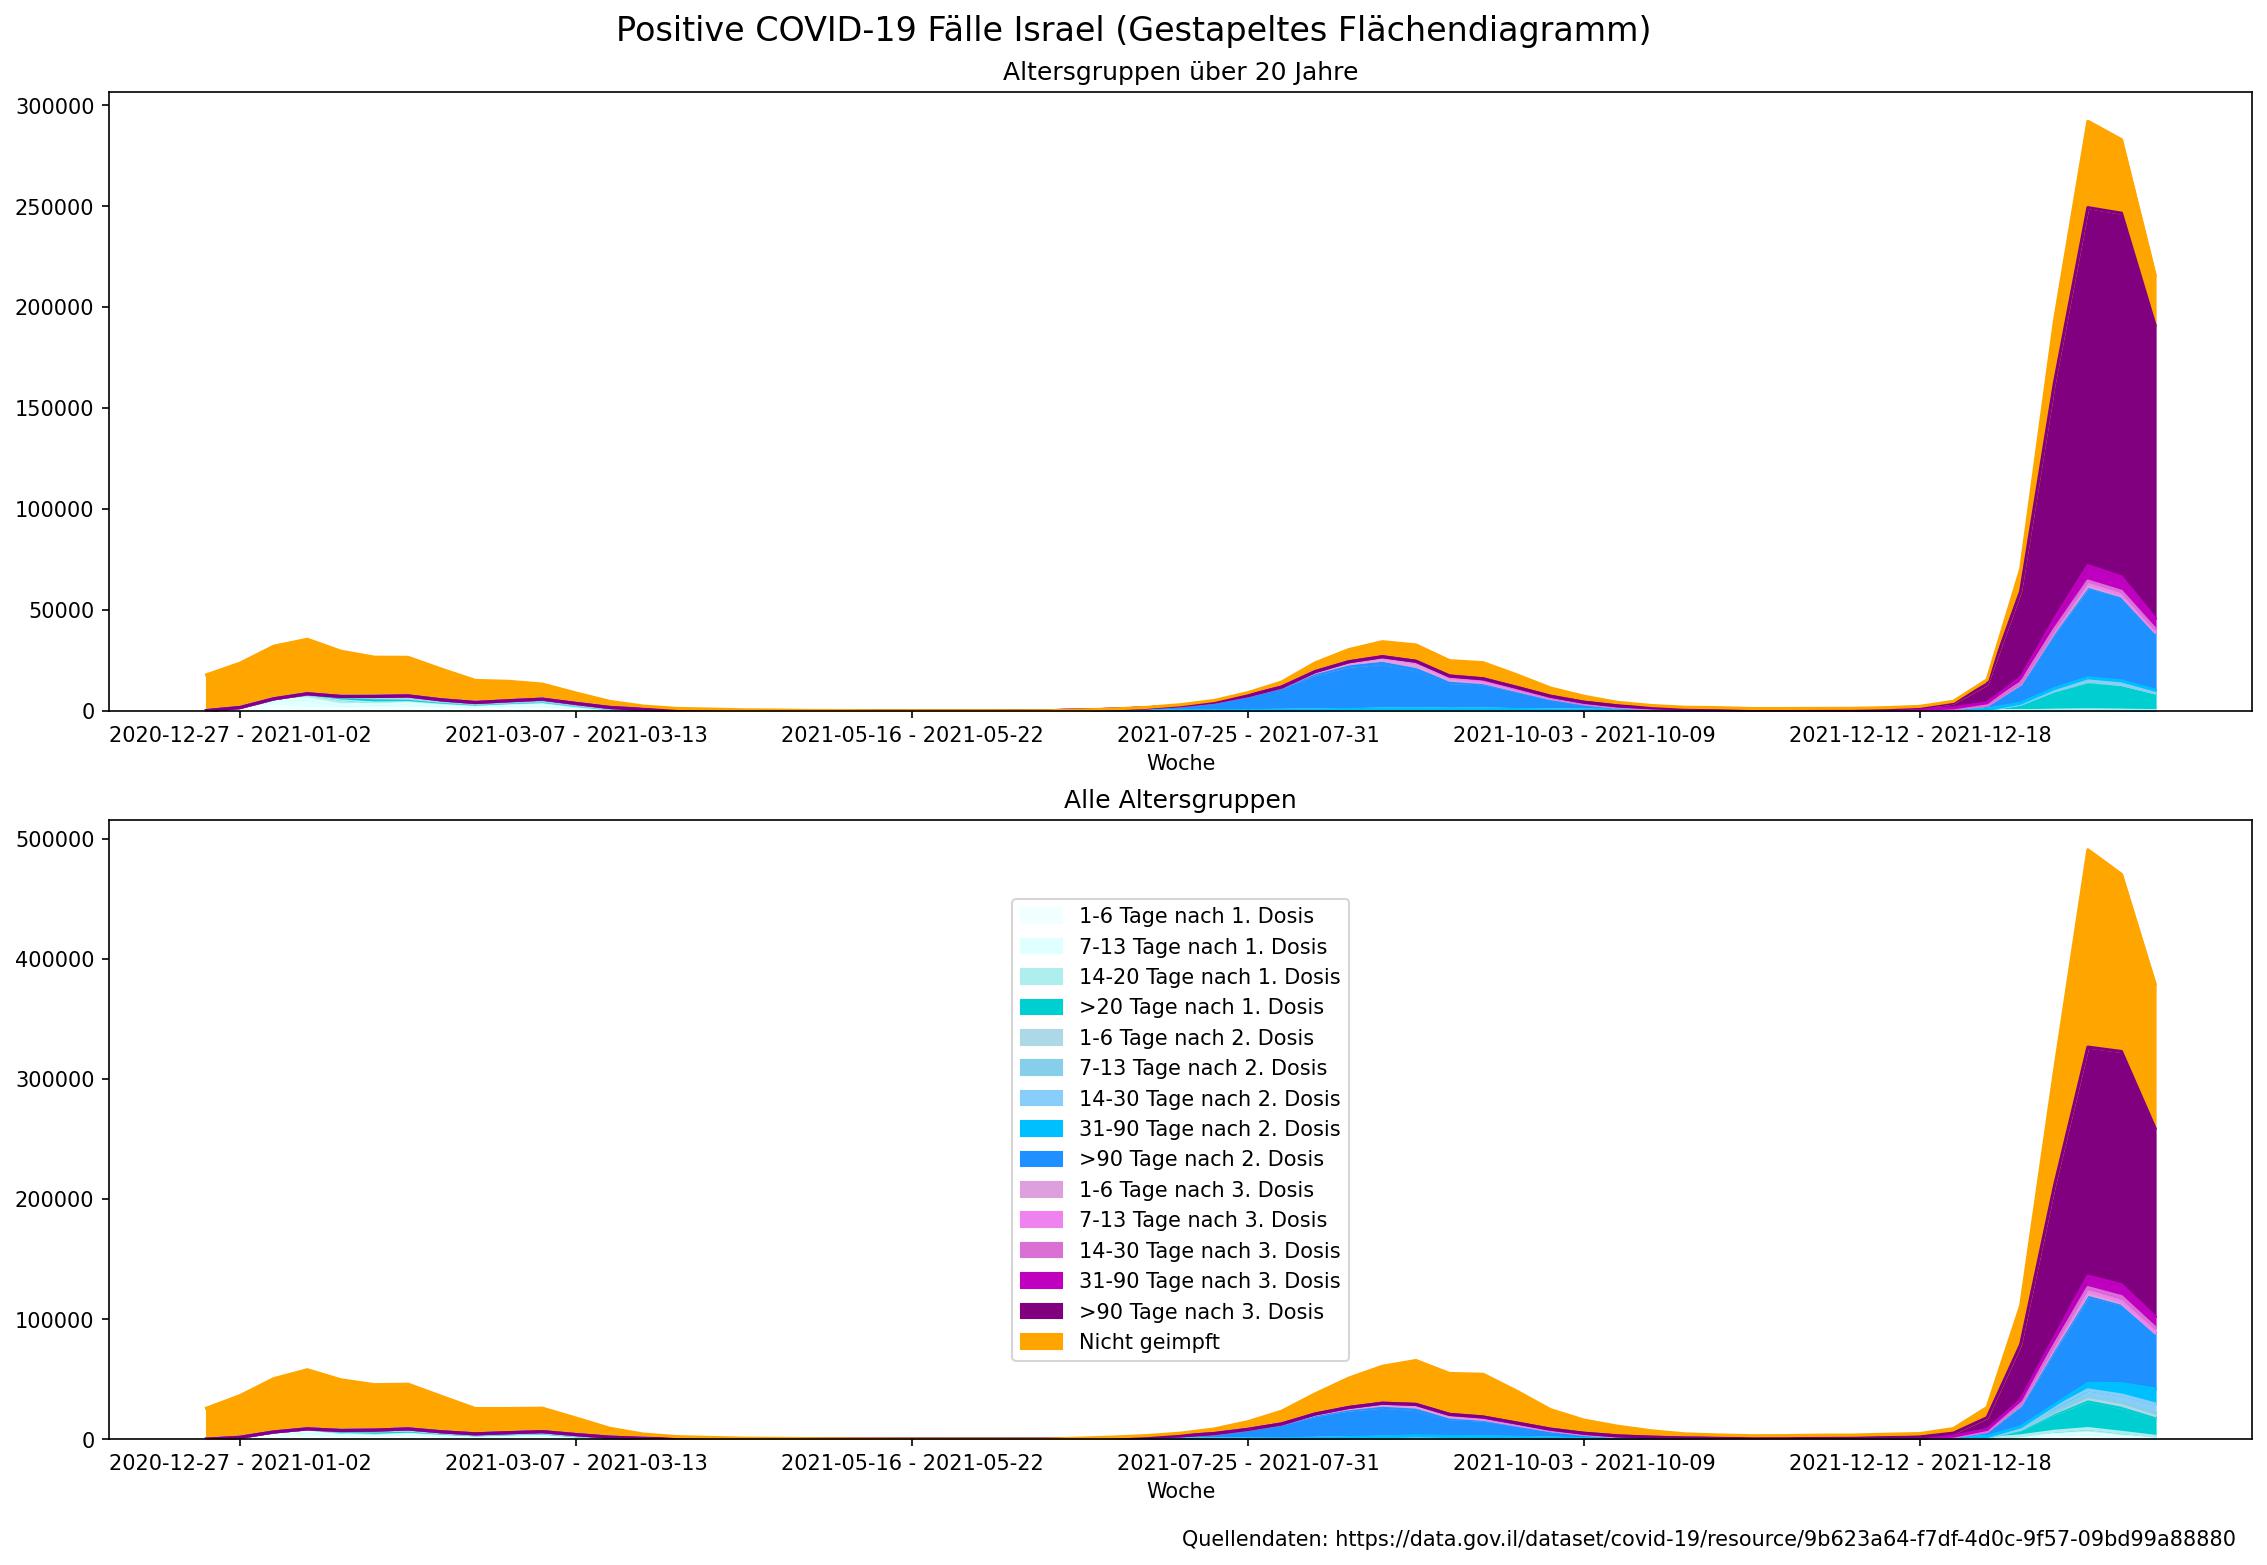 Positive COVID-19 Fälle Israel (Gestapeltes Flächendiagramm)
Altersgruppen über 20 Jahre
300000
250000
200000
150000
100000
50000
0
2020-12-27 - 2021-01-02
2021-03-07 - 2021-03-13
2021-05-16 - 2021-05-22
2021-07-25 - 2021-07-31
2021-10-03 - 2021-10-09
2021-12-12 - 2021-12-18
Woche
Alle Altersgruppen
500000
400000
300000
200000
100000
0
1-6 Tage nach 1. Dosis
7-13 Tage nach 1. Dosis
14-20 Tage nach 1. Dosis
>20 Tage nach 1. Dosis
1-6 Tage nach 2. Dosis
7-13 Tage nach 2. Dosis
14-30 Tage nach 2. Dosis
31-90 Tage nach 2. Dosis
>90 Tage nach 2. Dosis
1-6 Tage nach 3. Dosis
7-13 Tage nach 3. Dosis
14-30 Tage nach 3. Dosis
31-90 Tage nach 3. Dosis
>90 Tage nach 3. Dosis
Nicht geimpft
2020-12-27 - 2021-01-02
2021-03-07 - 2021-03-13
2021-05-16 - 2021-05-22
2021-07-25 - 2021-07-31
2021-10-03 - 2021-10-09
2021-12-12 - 2021-12-18
Woche
Quellendaten: https://data.gov.il/dataset/covid-19/resource/9b623a64-f7df-4d0c-9f57-09bd99a88880